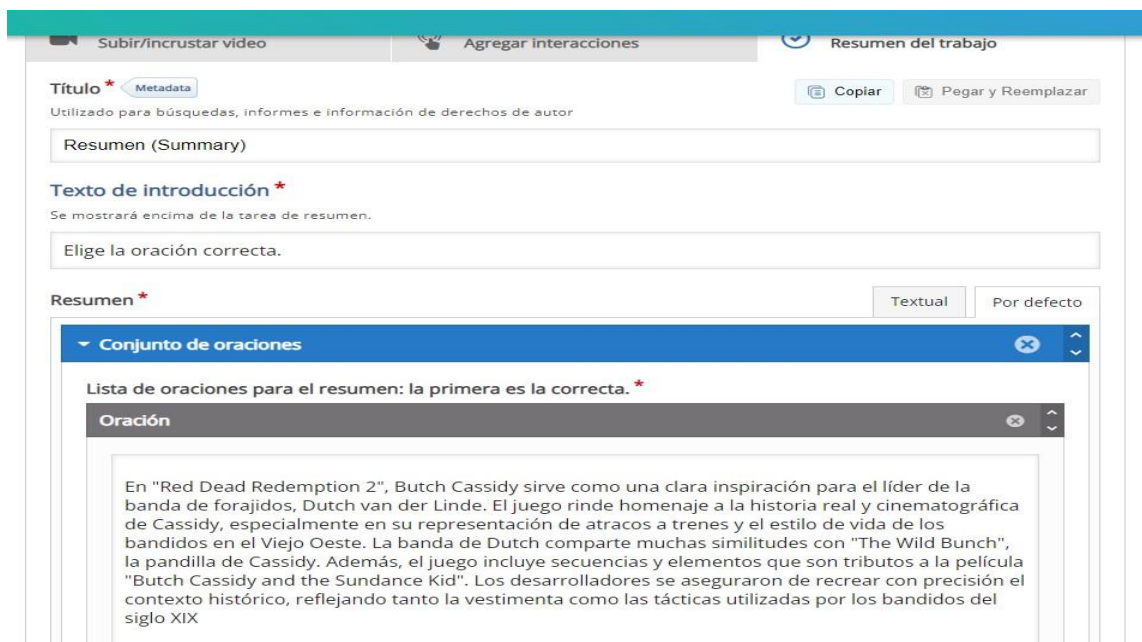 Subir/incrustar video
Agregar interacciones
Resumen del trabajo
Título * Metadata
Copiar
Pegar y Reemplazar
Utilizado para búsquedas, informes e información de derechos de autor
Resumen (Summary)
Texto de introducción *
Se mostrará encima de la tarea de resumen.
Elige la oración correcta.
Resumen *
Textual
Por defecto
Conjunto de oraciones
Lista de oraciones para el resumen: la primera es la correcta. *
Oración
En "Red Dead Redemption 2", Butch Cassidy sirve como una clara inspiración para el líder de la
banda de forajidos, Dutch van der Linde. El juego rinde homenaje a la historia real y cinematográfica
de Cassidy, especialmente en su representación de atracos a trenes y el estilo de vida de los
bandidos en el Viejo Oeste. La banda de Dutch comparte muchas similitudes con "The Wild Bunch",
la pandilla de Cassidy. Además, el juego incluye secuencias y elementos que son tributos a la película
"Butch Cassidy and the Sundance Kid". Los desarrolladores se aseguraron de recrear con precisión el
contexto histórico, reflejando tanto la vestimenta como las tácticas utilizadas por los bandidos del
siglo XIX